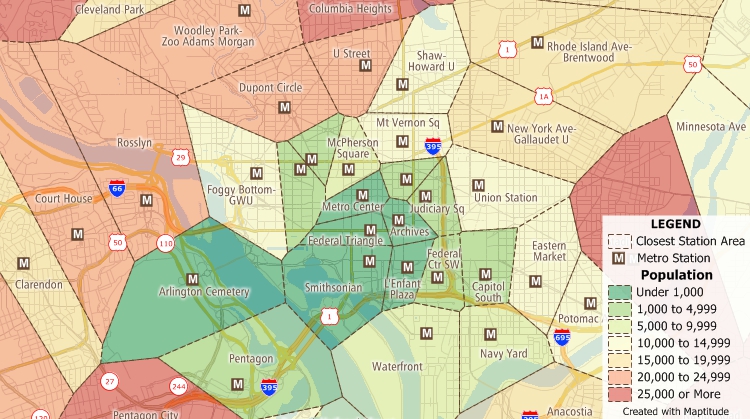 Cleveland Park
Columbia Heights
Woodley Park-
Zoo Adams Morgan
M
U Street
M
Shaw-
Howard U
M
1
M
Rhode Island Ave-
Brentwood
50
Dupont Circle
M
1A
Mt Vernon Sq
M
395
M
New York Ave-
Gallaudet U
Minnesota Ave
Rosslyn
29
McPherson
Square
M
M
M
66
M
Court House
M
Foggy Bottom-
GWU
M
Metro Center
M
M
M
Judiciary Sq
M
Union Station
50
110
Federal Triangle
M
M
Archives
Clarendon
M
Arlington Cemetery
M
Smithsonian
M
M
L'Enfant
Plaza
Federal
Ctr SW
M
M
Capitol
South
Eastern
Market
M
M
Potomac
1
695
Pentagon
M
395
M
Waterfront
M
Navy Yard
27
244
120
Pentagon City
Anacostia
395
LEGEND
Closest Station Area
M Metro Station
Population
Under 1,000
1,000 to 4,999
5,000 to 9,999
10,000 to 14,999
15,000 to 19,999
20,000 to 24,999
25,000 or More
Created with Maptitude